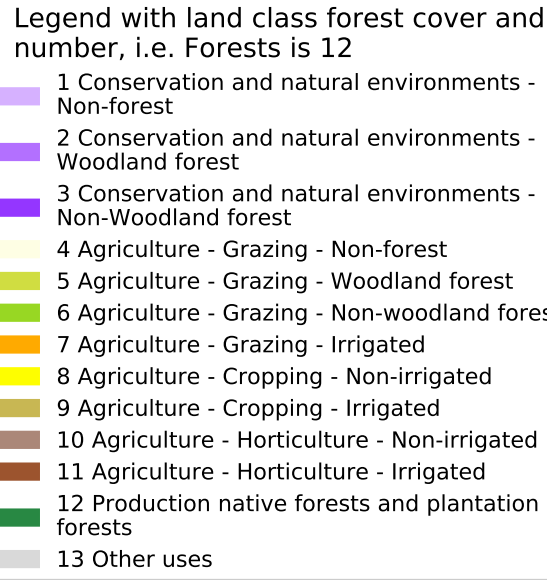 Legend with land class forest cover and
number, i.e. Forests is 12
1 Conservation and natural environments -
Non-forest
2 Conservation and natural environments -
Woodland forest
3 Conservation and natural environments -
Non-Woodland forest
4 Agriculture - Grazing - Non-forest
5 Agriculture - Grazing - Woodland forest
6 Agriculture - Grazing - Non-woodland fores
7 Agriculture - Grazing - Irrigated
8 Agriculture - Cropping - Non-irrigated
9 Agriculture - Cropping - Irrigated
10 Agriculture - Horticulture - Non-irrigated
11 Agriculture - Horticulture - Irrigated
12 Production native forests and plantation
forests
13 Other uses